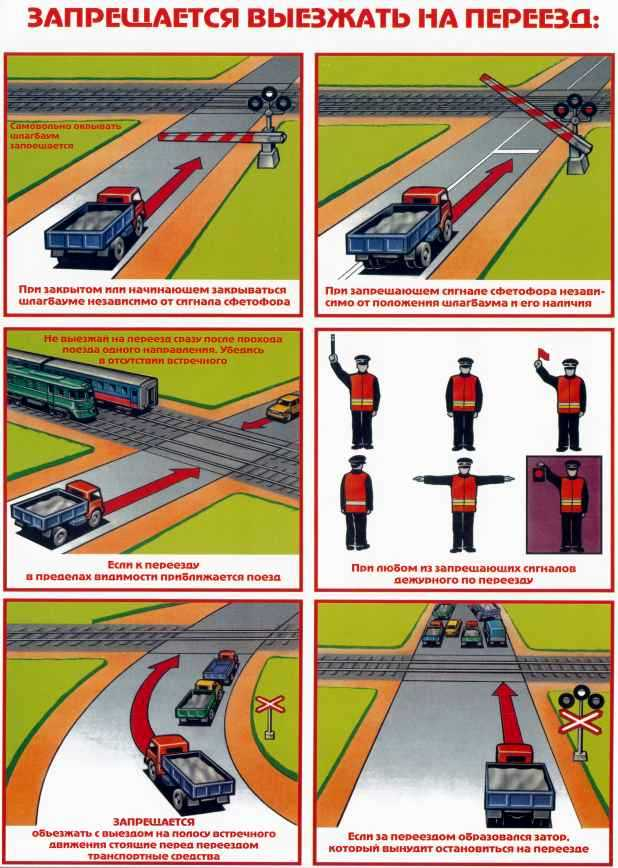 ЗАПРЕЩАЕТСЯ ВЫЕЗЖАТЬ НА ПЕРЕЕЗД:
Самовольно окпывать
шлагбаум
запрещается
При закрытом или начинающем закрываться
шлагбауме независимо от сигнала сфетофора
При запрещающем сигнале сфетофора незави-
симо от положения шлагбаума и его наличия
Не выезжай на переезд сразу после прохода
поезда одного направления. Убедись
в отсутствии встречного
Если к переезду
в пределах видимости приближается поезд
При любом из запрещающих сигналов
дежурного по переезду
ЗАПРЕЩАЕТСЯ
объезжать с выездом на полосу встречного
движения стоящие перед переездом
транспортные средства
Если за переездом образовался затор,
который вынудит остановиться на переезде